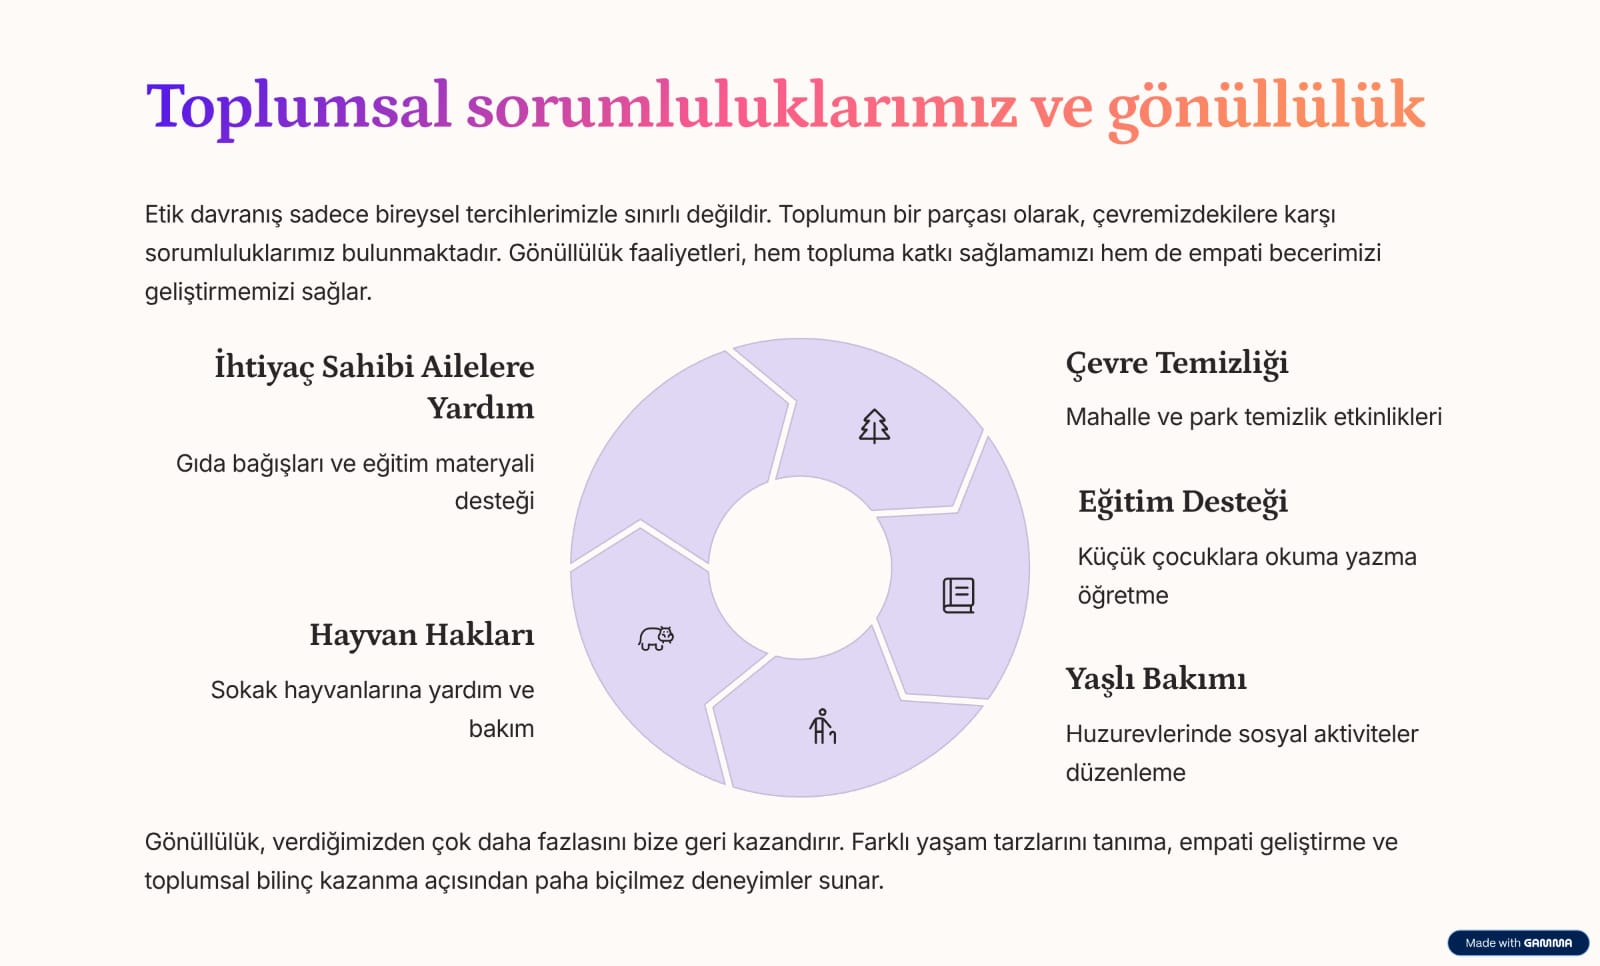 Toplumsal sorumluluklarımız ve gönüllülük
Etik davranış sadece bireysel tercihlerimizle sınırlı değildir. Toplumun bir parçası olarak, çevremizdekilere karşı
sorumluluklarımız bulunmaktadır. Gönüllülük faaliyetleri, hem topluma katkı sağlamamızı hem de empati becerimizi
geliştirmemizi sağlar.
İhtiyaç Sahibi Ailelere
Yardım
Gıda bağışları ve eğitim materyali
desteği
Hayvan Hakları
Sokak hayvanlarına yardım ve
bakım
Çevre Temizliği
Mahalle ve park temizlik etkinlikleri
Eğitim Desteği
Küçük çocuklara okuma yazma
öğretme
Yaşlı Bakımı
Huzurevlerinde sosyal aktiviteler
düzenleme
Gönüllülük, verdiğimizden çok daha fazlasını bize geri kazandırır. Farklı yaşam tarzlarını tanıma, empati geliştirme ve
toplumsal bilinç kazanma açısından paha biçilmez deneyimler sunar.
Made with GAMMA